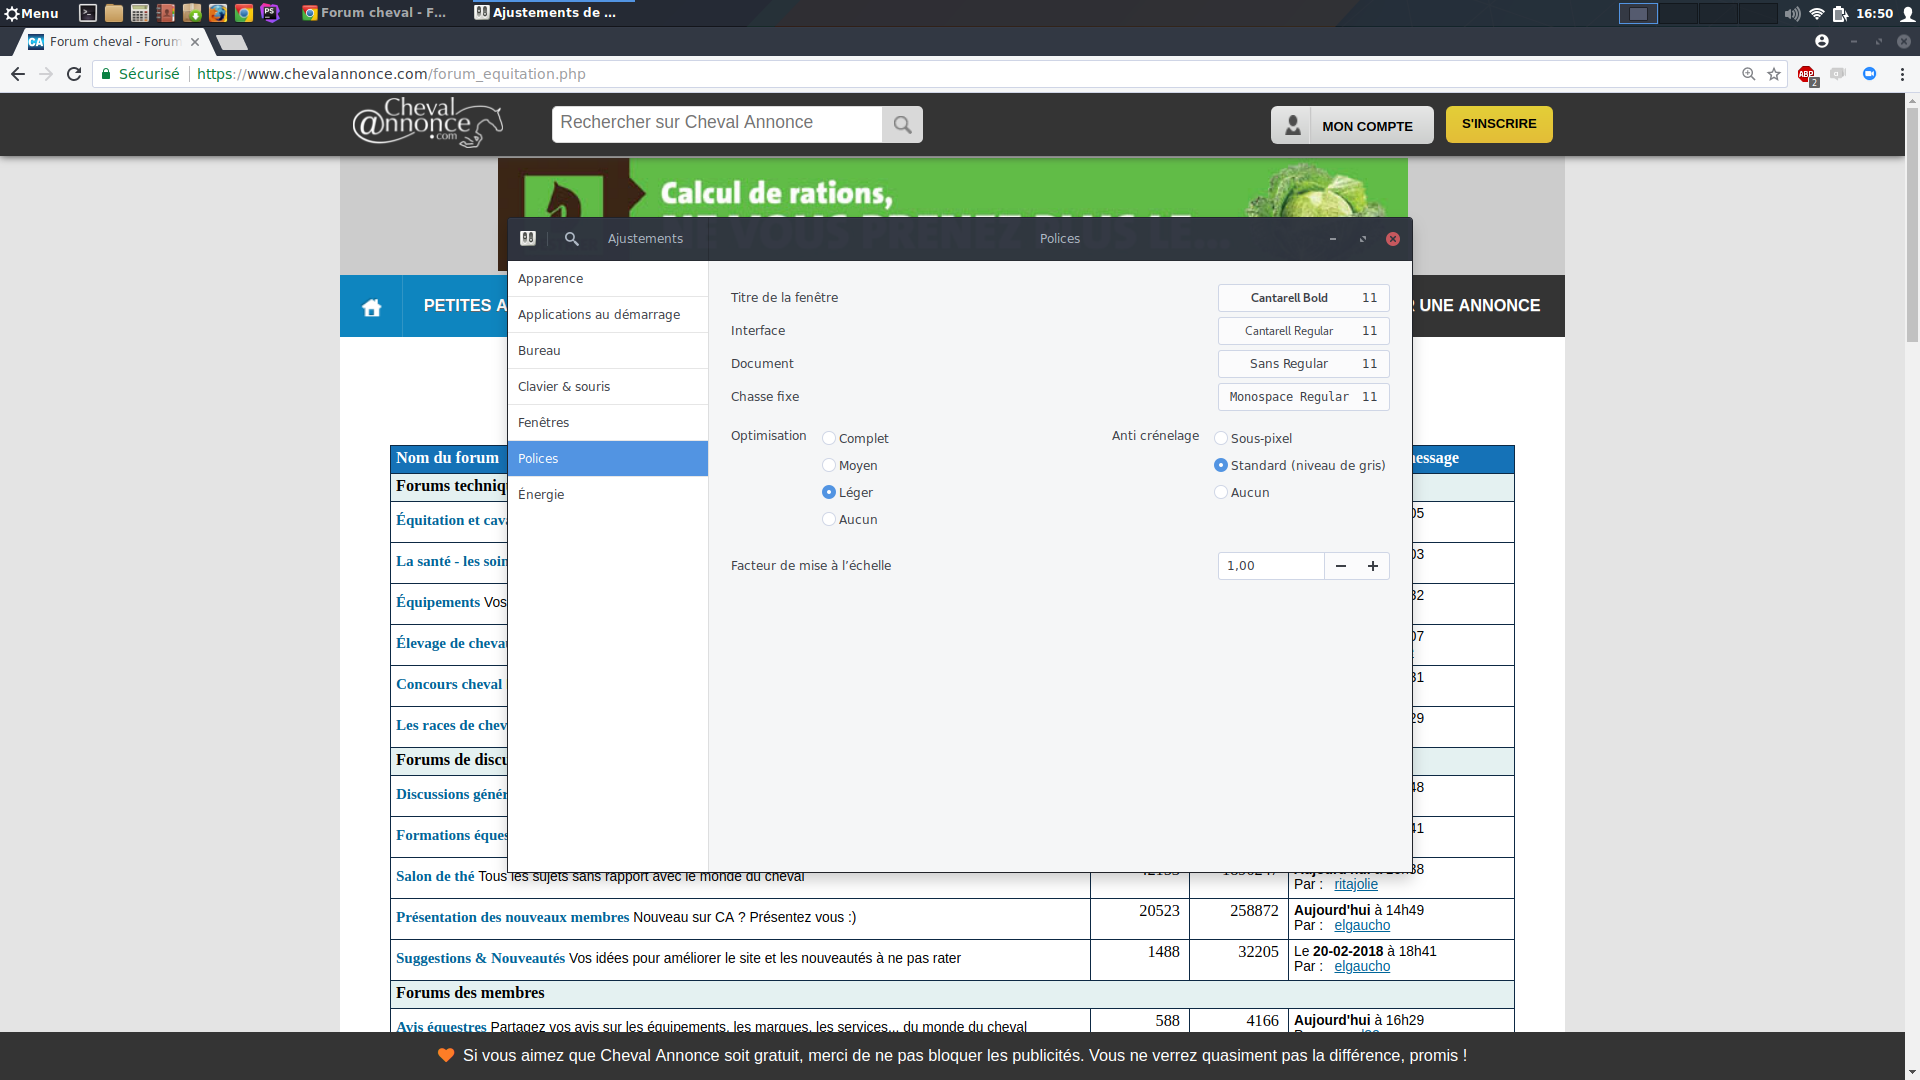 Menu
Forum cheval - F...
Ajustements de ...
16:50
Forum cheval - Forum
Sécurisé
https://www.chevalannonce.com/forum_equitation.php
ABP
2
Cheval
@nnonce
.com
Rechercher sur Cheval Annonce
MON COMPTE
S'INSCRIRE
Calcul de rations,
NE VOUS PRENEZ PLUS LE...
Ajustements
Polices
PETITES A
R UNE ANNONCE
Apparence
Applications au démarrage
Bureau
Clavier & souris
Fenêtres
Polices
Énergie
Titre de la fenêtre
Cantarell Bold 11
Interface
Cantarell Regular 11
Document
Sans Regular 11
Chasse fixe
Monospace Regular 11
Optimisation
Complet
Moyen
Léger
Aucun
Anti crénelage
Sous-pixel
Standard (niveau de gris)
Aucun
Facteur de mise à l’échelle
1,00
Nom du forum
essage
Forums techniq
Équitation et cava
05
La santé - les soin
03
Équipements Vos
32
Élevage de cheva
07
Concours cheval
31
Les races de chev
29
Forums de discu
Discussions génér
48
Formations éques
41
Salon de thé Tous les sujets sans rapport avec le monde du cheval
38
Par : ritajolie
Présentation des nouveaux membres Nouveau sur CA ? Présentez vous :)
20523
258872
Aujourd'hui à 14h49
Par : elgaucho
Suggestions & Nouveautés Vos idées pour améliorer le site et les nouveautés à ne pas rater
1488
32205
Le 20-02-2018 à 18h41
Par : elgaucho
Forums des membres
Avis équestres Partagez vos avis sur les équipements, les marques, les services... du monde du cheval
588
4166
Aujourd'hui à 16h29
Si vous aimez que Cheval Annonce soit gratuit, merci de ne pas bloquer les publicités. Vous ne verrez quasiment pas la différence, promis !